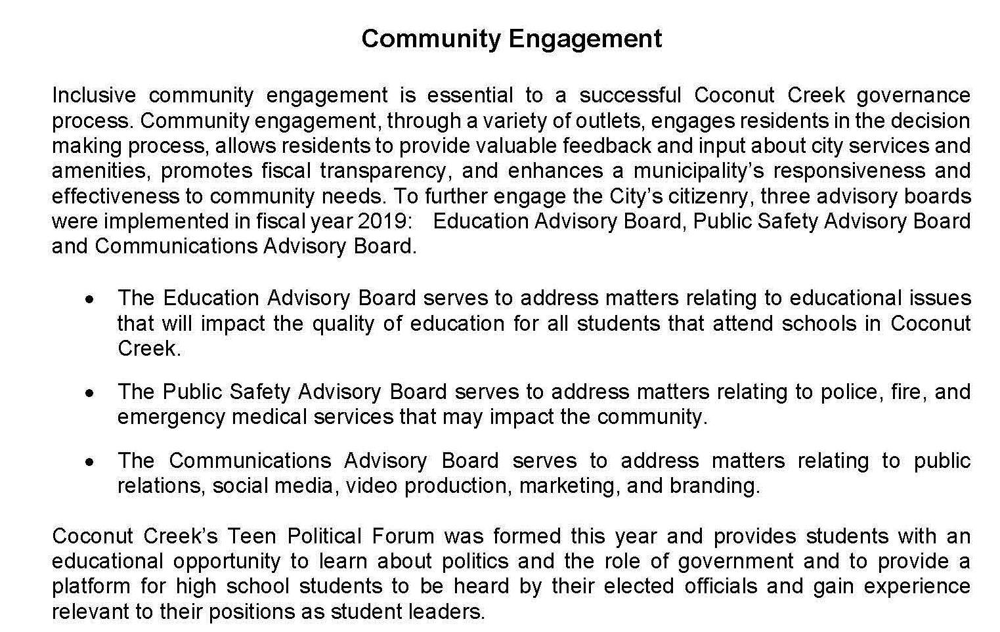 Community Engagement
Inclusive community engagement is essential to a successful Coconut Creek governance
process. Community engagement, through a variety of outlets, engages residents in the decision
making process, allows residents to provide valuable feedback and input about city services and
amenities, promotes fiscal transparency, and enhances a municipality’s responsiveness and
effectiveness to community needs. To further engage the City’s citizenry, three advisory boards
were implemented in fiscal year 2019:   Education Advisory Board, Public Safety Advisory Board
and Communications Advisory Board.
• The Education Advisory Board serves to address matters relating to educational issues
that will impact the quality of education for all students that attend schools in Coconut
Creek.
• The Public Safety Advisory Board serves to address matters relating to police, fire, and
emergency medical services that may impact the community.
• The Communications Advisory Board serves to address matters relating to public
relations, social media, video production, marketing, and branding.
Coconut Creek’s Teen Political Forum was formed this year and provides students with an
educational opportunity to learn about politics and the role of government and to provide a
platform for high school students to be heard by their elected officials and gain experience
relevant to their positions as student leaders.